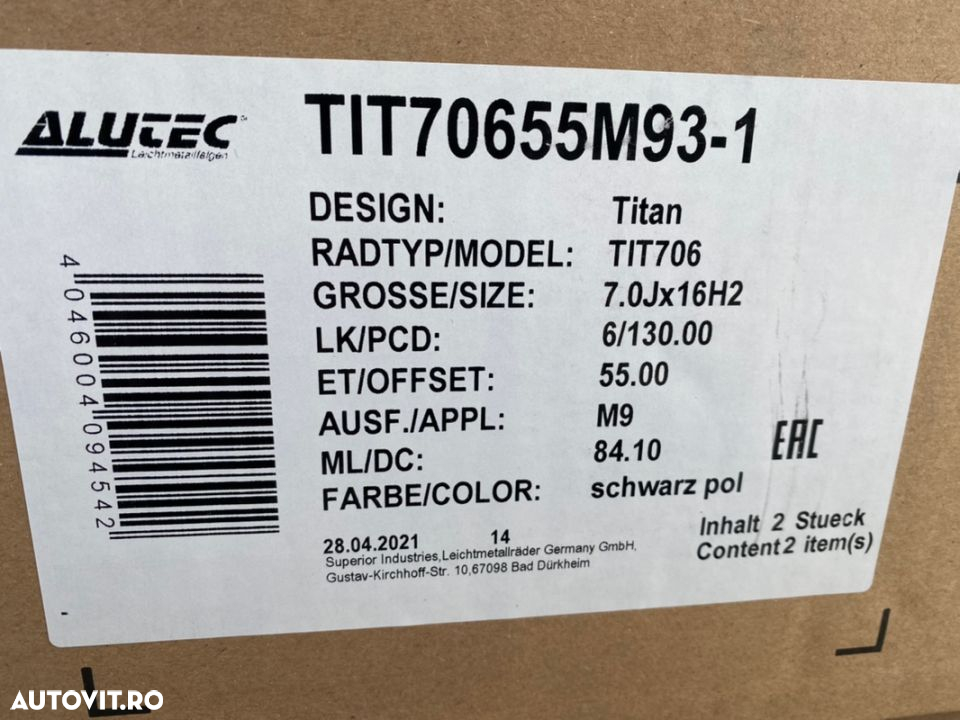 ALUTEC
Leichtmetallfelgen
TIT70655M93-1
DESIGN: Titan
RADTYP/MODEL: TIT706
GROSSE/SIZE: 7.0Jx16H2
LK/PCD: 6/130.00
ET/OFFSET: 55.00
AUSF./APPL: M9
ML/DC: 84.10
FARBE/COLOR: schwarz pol
4046004094542
EAC
28.04.2021 14
Superior Industries,Leichtmetallräder Germany GmbH,
Gustav-Kirchhoff-Str. 10,67098 Bad Dürkheim
Inhalt 2 Stueck
Content 2 item(s)
AUTOVIT.RO